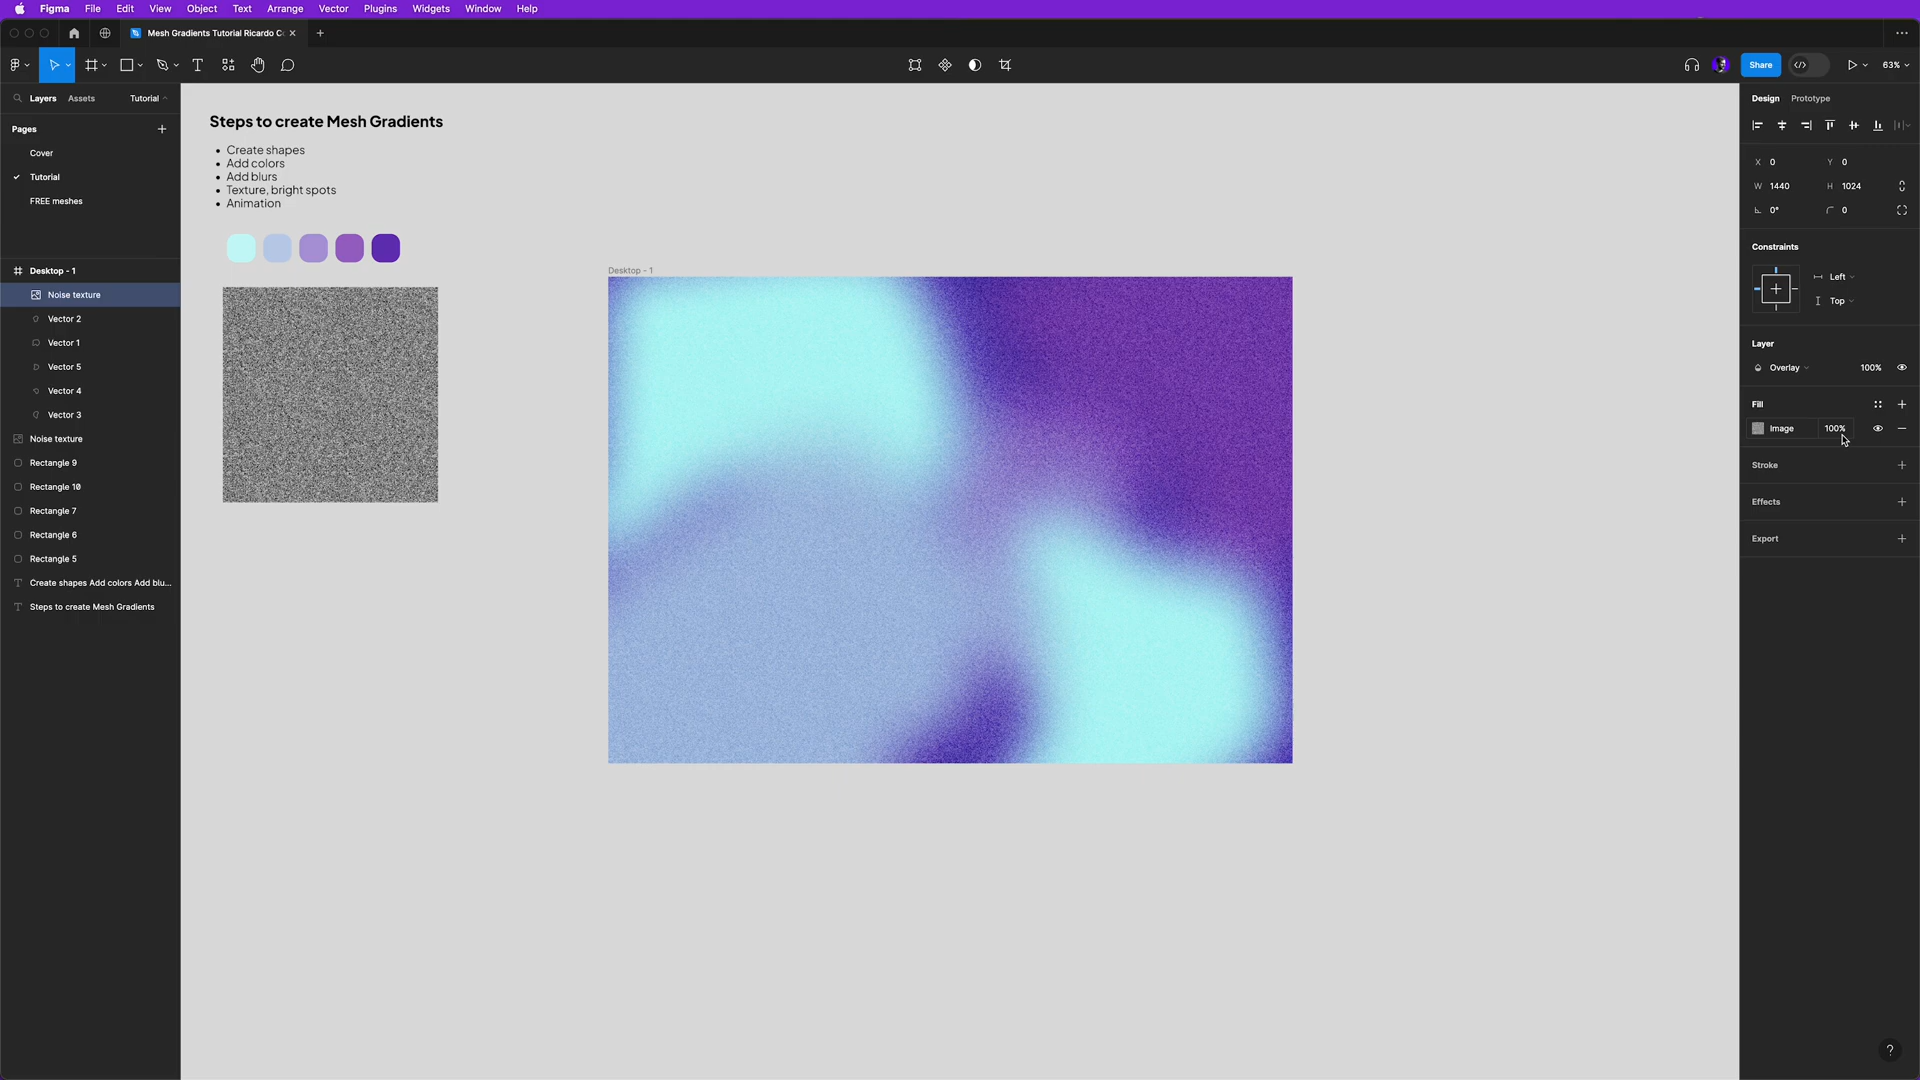 Figma File Edit View Object Text Arrange Vector Plugins Widgets Window Help
Mesh Gradients Tutorial Ricardo C
Share
63%
Layers Assets Tutorial
Pages
Cover
Tutorial
FREE meshes
Desktop - 1
Noise texture
Vector 2
Vector 1
Vector 5
Vector 4
Vector 3
Noise texture
Rectangle 9
Rectangle 10
Rectangle 7
Rectangle 6
Rectangle 5
Create shapes Add colors Add blu...
Steps to create Mesh Gradients
Steps to create Mesh Gradients
• Create shapes
• Add colors
• Add blurs
• Texture, bright spots
• Animation
Desktop - 1
Design Prototype
X 0 Y 0
W 1440 H 1024
0° 0
Constraints
Left
Top
Layer
Overlay 100%
Fill
Image 100%
Stroke
Effects
Export
?